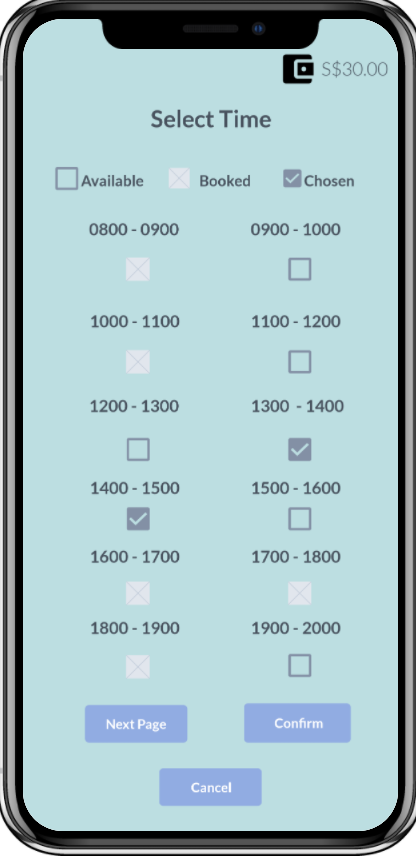 S$30.00
Select Time
Available Booked Chosen
0800 - 0900 0900 - 1000
1000 - 1100 1100 - 1200
1200 - 1300 1300 - 1400
1400 - 1500 1500 - 1600
1600 - 1700 1700 - 1800
1800 - 1900 1900 - 2000
Next Page Confirm
Cancel